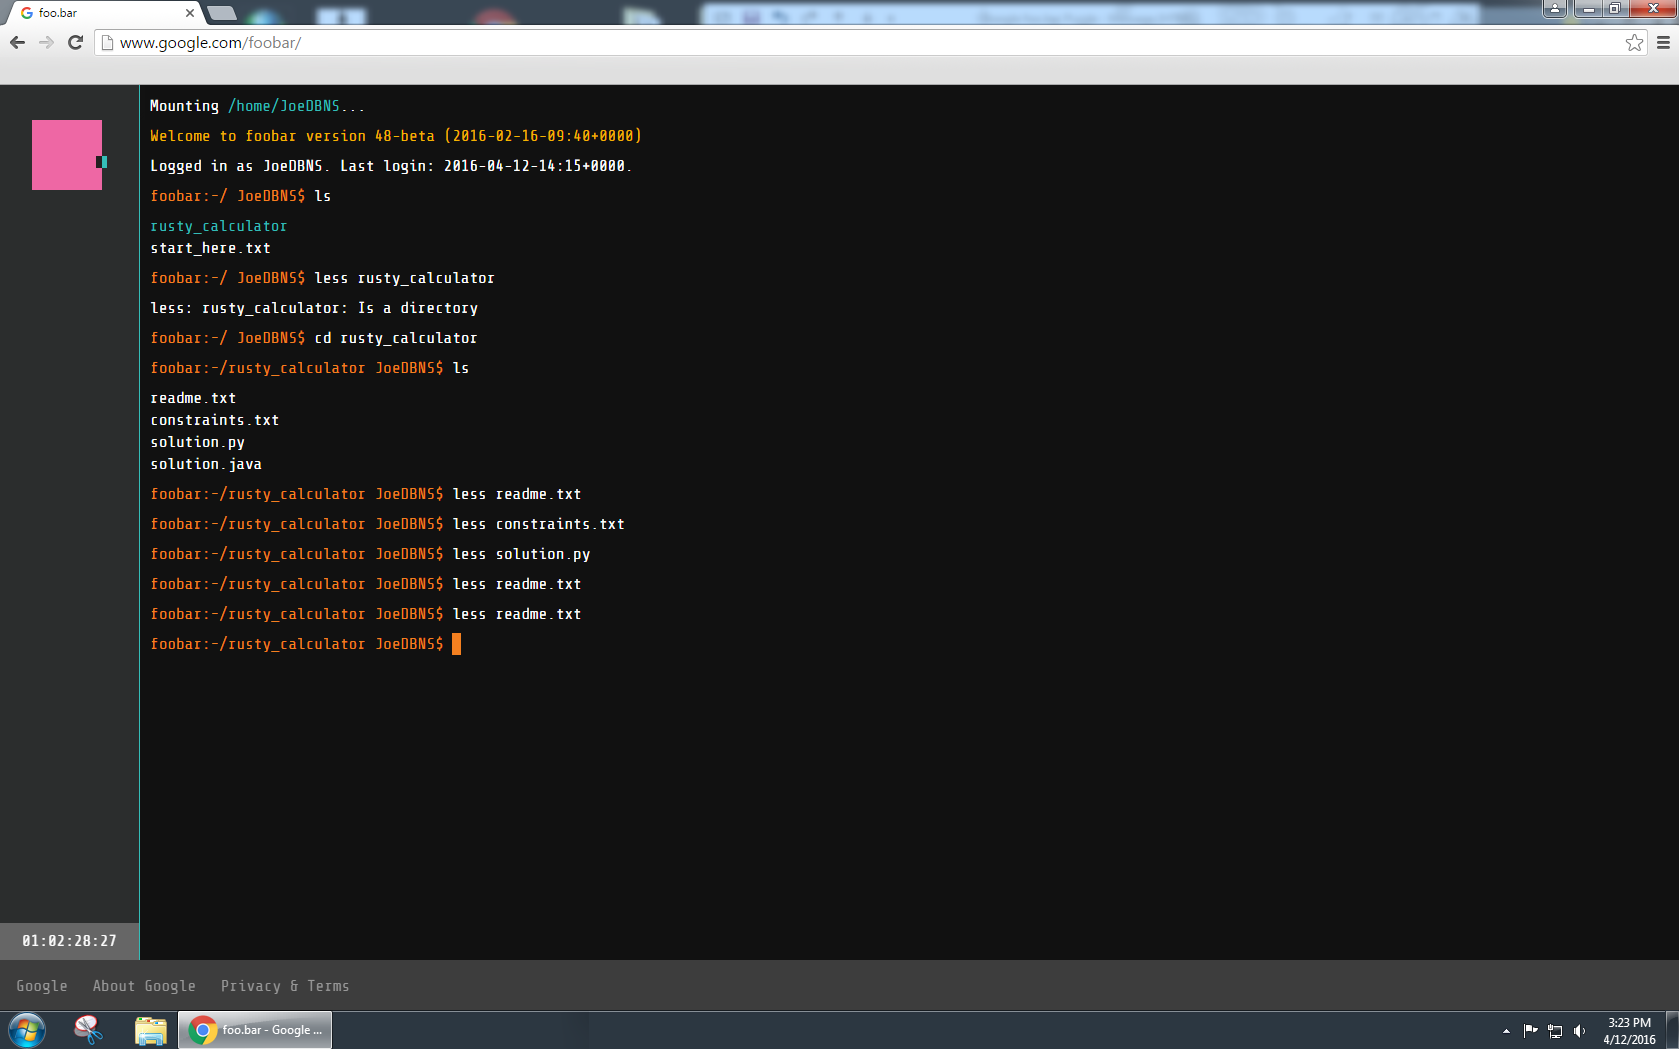 foo.bar
www.google.com/foobar/
Mounting /home/JoeDBNS...
Welcome to foobar version 48-beta (2016-02-16-09:40+0000)
Logged in as JoeDBNS. Last login: 2016-04-12-14:15+0000.
foobar:~/ JoeDBNS$ ls
rusty_calculator
start_here.txt
foobar:~/ JoeDBNS$ less rusty_calculator
less: rusty_calculator: Is a directory
foobar:~/ JoeDBNS$ cd rusty_calculator
foobar:~/rusty_calculator JoeDBNS$ ls
readme.txt
constraints.txt
solution.py
solution.java
foobar:~/rusty_calculator JoeDBNS$ less readme.txt
foobar:~/rusty_calculator JoeDBNS$ less constraints.txt
foobar:~/rusty_calculator JoeDBNS$ less solution.py
foobar:~/rusty_calculator JoeDBNS$ less readme.txt
foobar:~/rusty_calculator JoeDBNS$ less readme.txt
foobar:~/rusty_calculator JoeDBNS$
01:02:28:27
Google About Google Privacy & Terms
foo.bar - Google ...
3:23 PM
4/12/2016